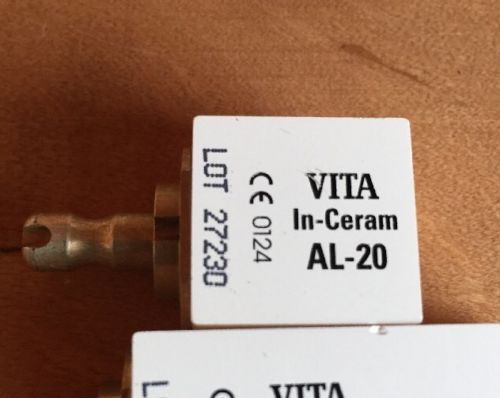 VITA
In-Ceram
AL-20
CE 0124
LOT 27230
VITA